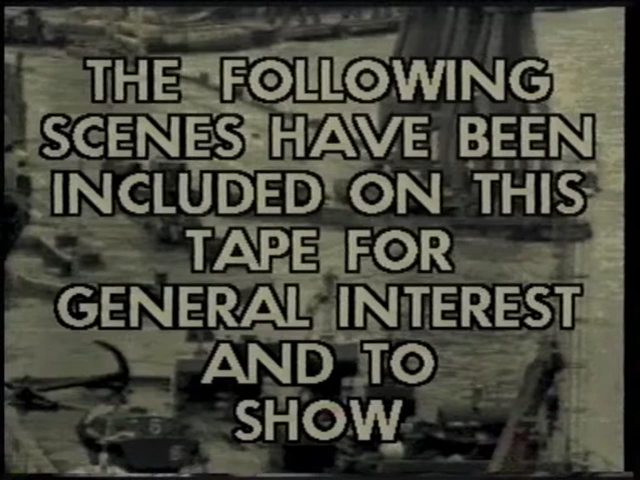 THE FOLLOWING
SCENES HAVE BEEN
INCLUDED ON THIS
TAPE FOR
GENERAL INTEREST
AND TO
SHOW